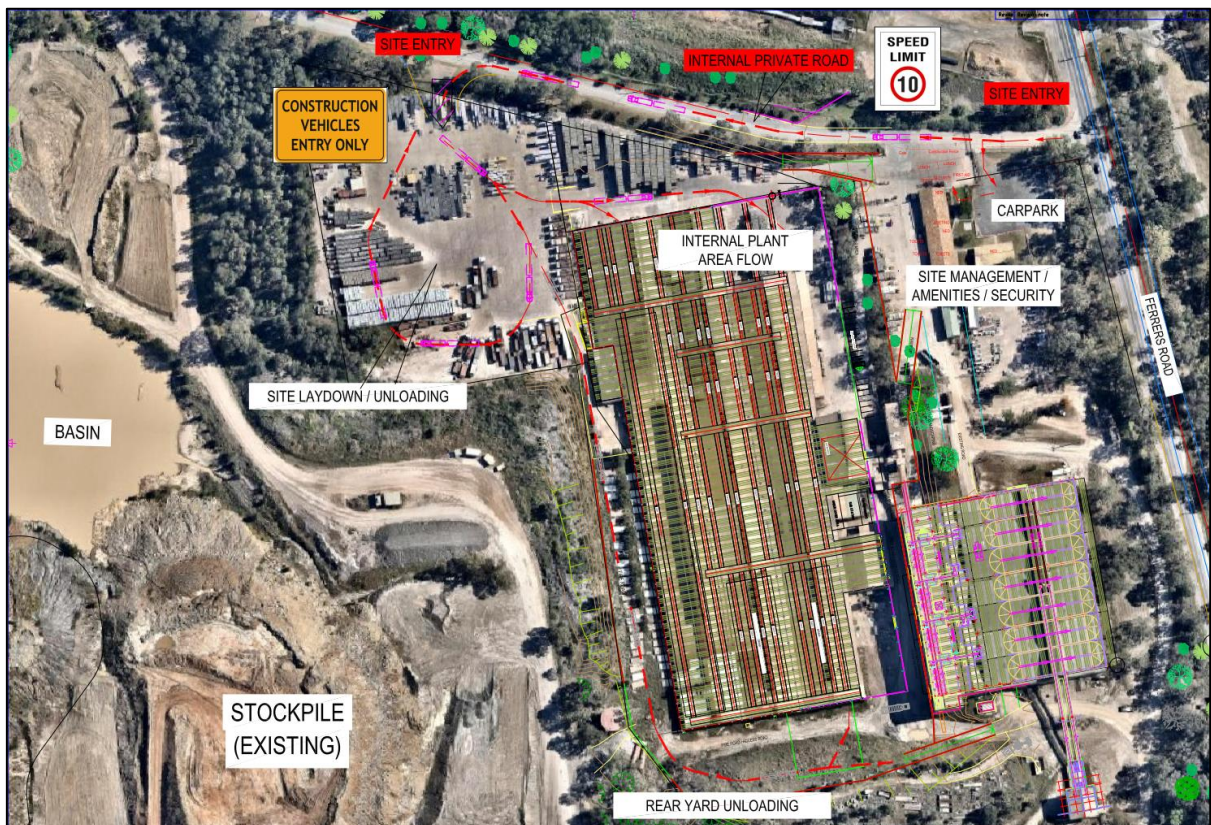 SITE ENTRY
SPEED
LIMIT
10
INTERNAL PRIVATE ROAD
SITE ENTRY
CONSTRUCTION
VEHICLES
ENTRY ONLY
CARPARK
INTERNAL PLANT
AREA FLOW
SITE MANAGEMENT /
AMENITIES / SECURITY
FERRERS ROAD
SITE LAYDOWN / UNLOADING
BASIN
STOCKPILE
(EXISTING)
REAR YARD UNLOADING